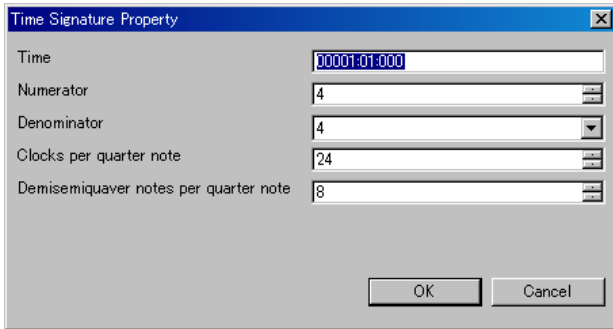 Time Signature Property
Time 00001:01:000
Numerator 4
Denominator 4
Clocks per quarter note 24
Demisemiquaver notes per quarter note 8
OK Cancel